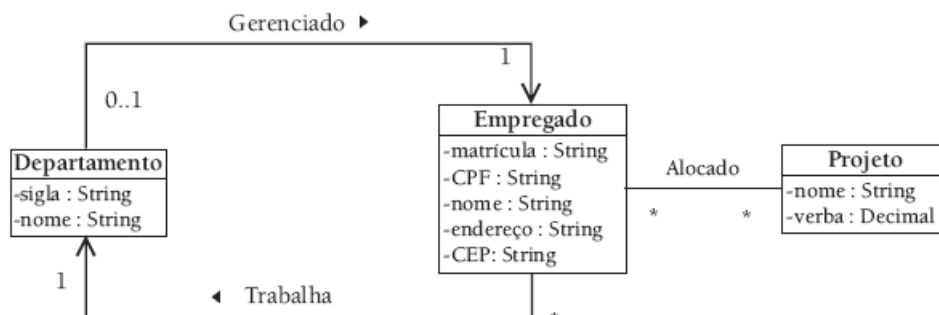 Gerenciado ▶
1
0..1
Empregado
-matrícula : String
-CPF : String
-nome : String
-endereço : String
-CEP: String
Departamento
-sigla : String
-nome : String
Alocado
* *
Projeto
-nome : String
-verba : Decimal
1
◀ Trabalha
*